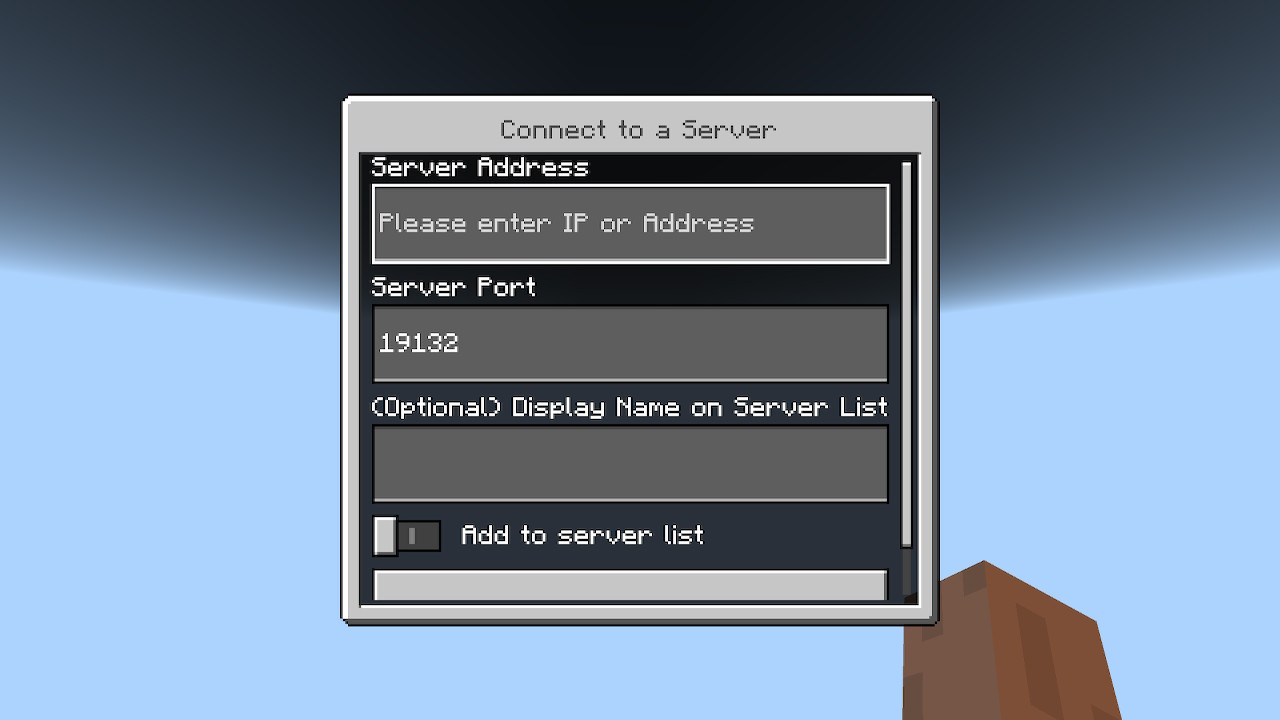 Connect to a Server
Server Address
Please enter IP or Address
Server Port
19132
(Optional) Display Name on Server List
Add to server list